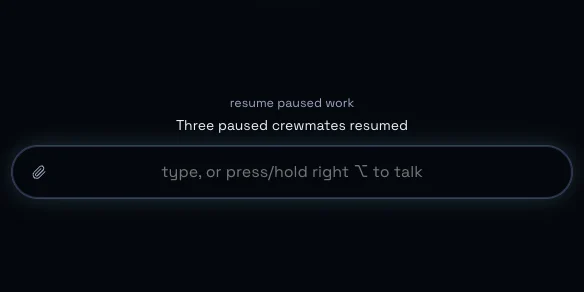 resume paused work
Three paused crewmates resumed
type, or press/hold right ⌥ to talk